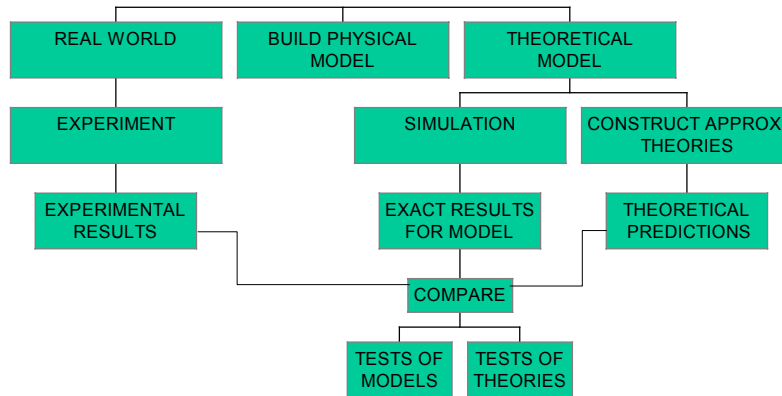 REAL WORLD
BUILD PHYSICAL
MODEL
THEORETICAL
MODEL
EXPERIMENT
SIMULATION
CONSTRUCT APPROX
THEORIES
EXPERIMENTAL
RESULTS
EXACT RESULTS
FOR MODEL
THEORETICAL
PREDICTIONS
COMPARE
TESTS OF
MODELS
TESTS OF
THEORIES